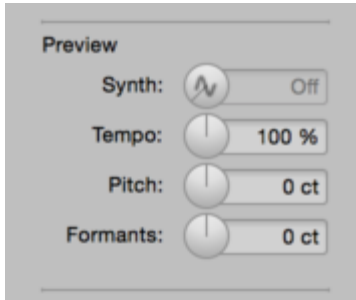 Preview
Synth: Off
Tempo: 100 %
Pitch: 0 ct
Formants: 0 ct